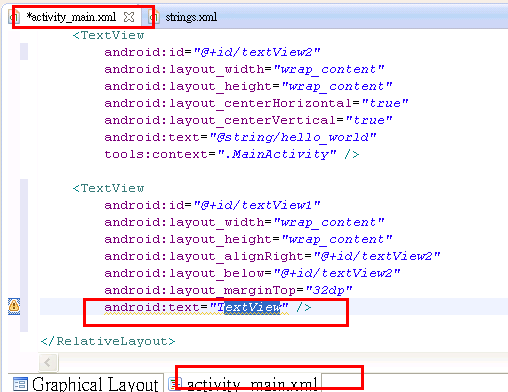 *activity_main.xml strings.xml
<TextView
android:id="@+id/textView2"
android:layout_width="wrap_content"
android:layout_height="wrap_content"
android:layout_centerHorizontal="true"
android:layout_centerVertical="true"
android:text="@string/hello_world"
tools:context=".MainActivity" />
<TextView
android:id="@+id/textView1"
android:layout_width="wrap_content"
android:layout_height="wrap_content"
android:layout_alignRight="@+id/textView2"
android:layout_below="@+id/textView2"
android:layout_marginTop="32dp"
android:text="TextView" />
</RelativeLayout>
Graphical Layout activity_main.xml